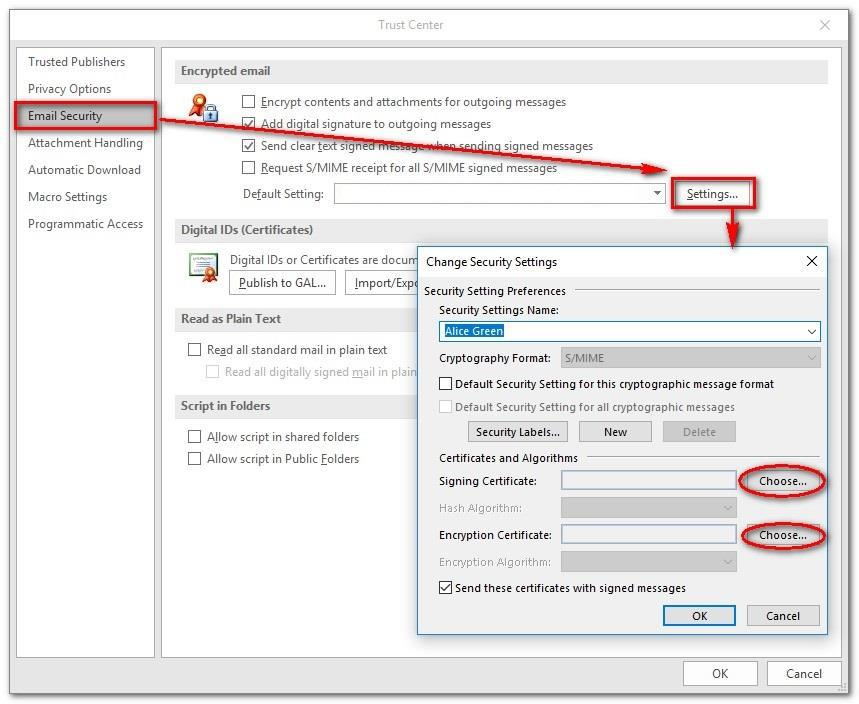 Trust Center
Trusted Publishers
Privacy Options
Email Security
Attachment Handling
Automatic Download
Macro Settings
Programmatic Access
Encrypted email
Encrypt contents and attachments for outgoing messages
Add digital signature to outgoing messages
Send clear text signed message when sending signed messages
Request S/MIME receipt for all S/MIME signed messages
Default Setting:
Settings...
Digital IDs (Certificates)
Digital IDs or Certificates are docum
Publish to GAL...
Import/Expo
Read as Plain Text
Read all standard mail in plain text
Read all digitally signed mail in plain
Script in Folders
Allow script in shared folders
Allow script in Public Folders
Change Security Settings
Security Setting Preferences
Security Settings Name:
Alice Green
Cryptography Format: S/MIME
Default Security Setting for this cryptographic message format
Default Security Setting for all cryptographic messages
Security Labels... New Delete
Certificates and Algorithms
Signing Certificate: Choose...
Hash Algorithm:
Encryption Certificate: Choose...
Encryption Algorithm:
Send these certificates with signed messages
OK Cancel
OK Cancel